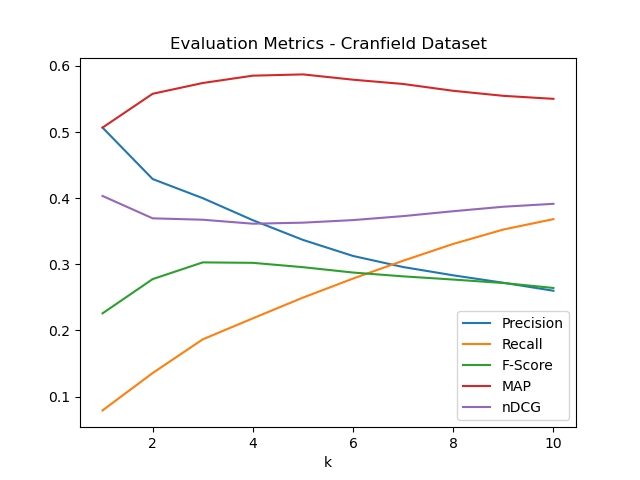 Evaluation Metrics - Cranfield Dataset
0.6
0.5
0.4
0.3
0.2
0.1
Precision
Recall
F-Score
MAP
nDCG
2 4 6 8 10
k